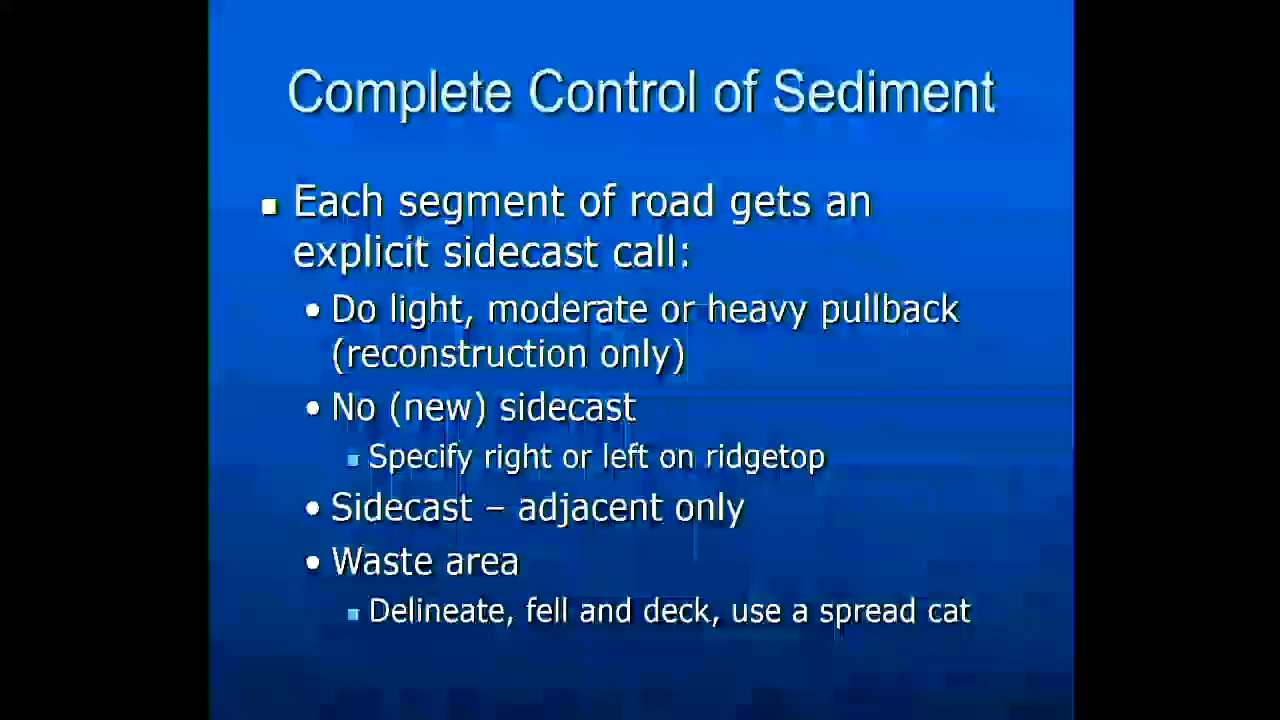 Complete Control of Sediment
Each segment of road gets an
explicit sidecast call:
Do light, moderate or heavy pullback
(reconstruction only)
No (new) sidecast
Specify right or left on ridgetop
Sidecast – adjacent only
Waste area
Delineate, fell and deck, use a spread cat